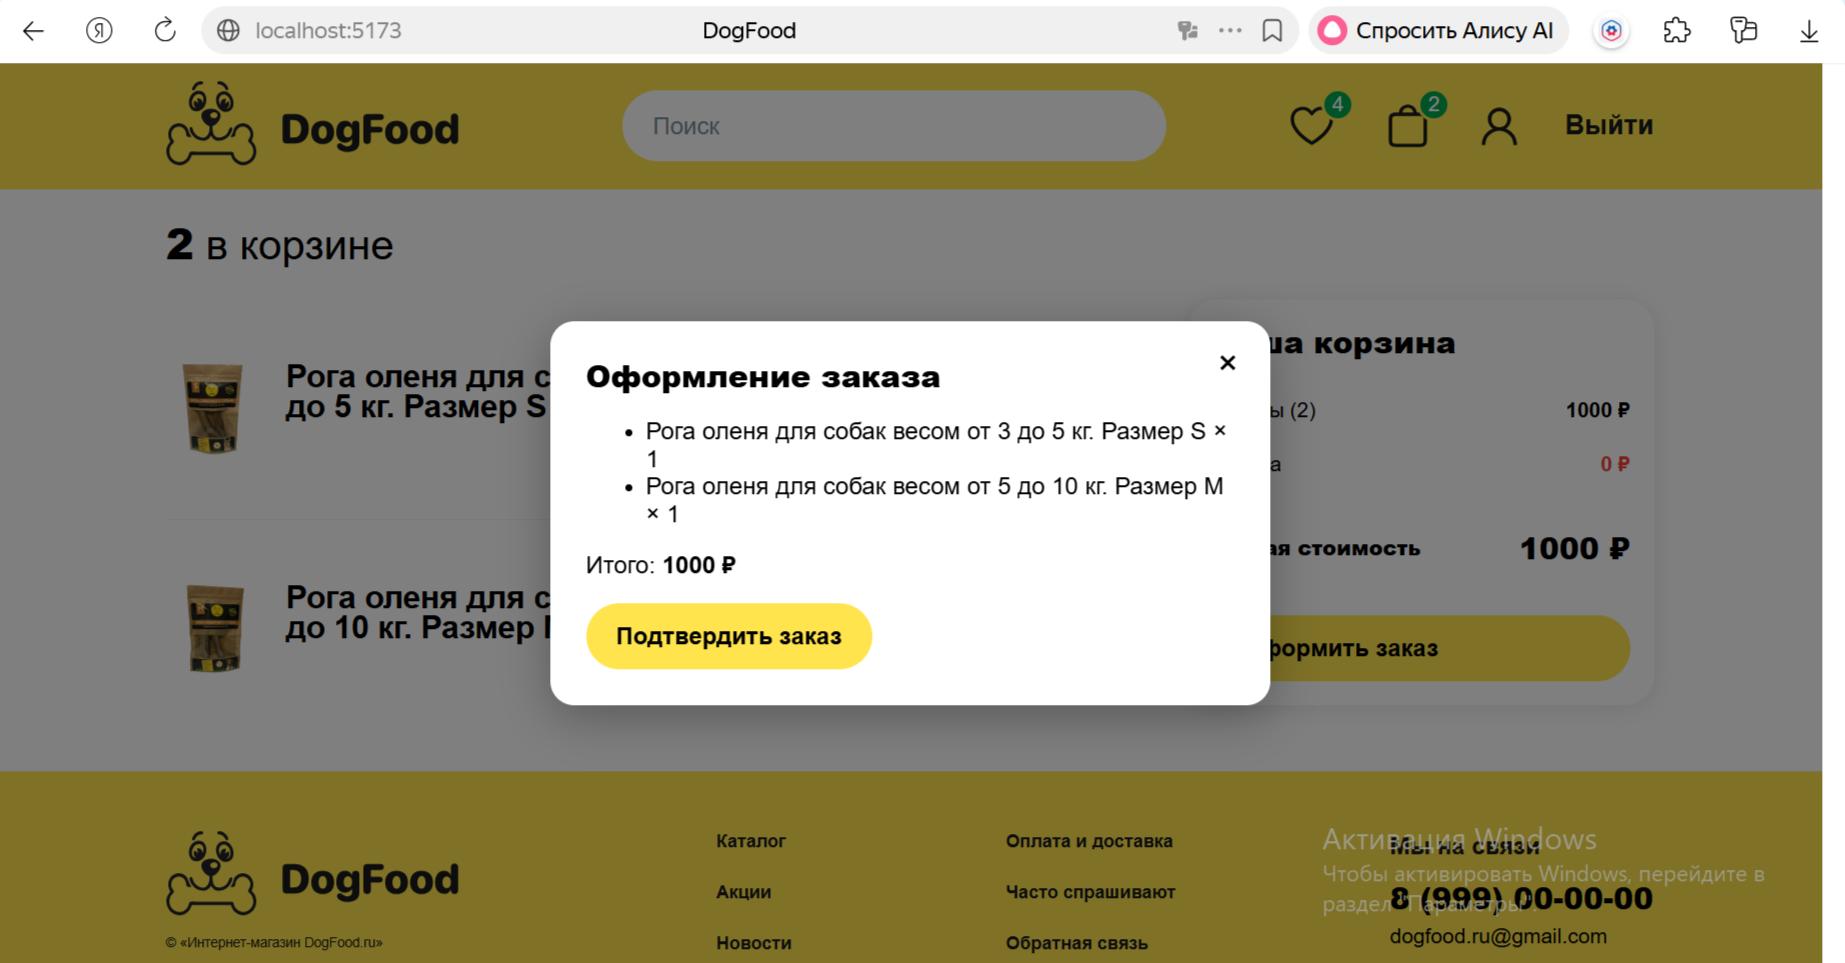 localhost:5173
DogFood
Спросить Алису AI
DogFood
Поиск
4
2
Выйти
2 в корзине
Рога оленя для с
до 5 кг. Размер S
Рога оленя для с
до 10 кг. Размер
Оформление заказа
×
• Рога оленя для собак весом от 3 до 5 кг. Размер S ×
1
• Рога оленя для собак весом от 5 до 10 кг. Размер M
× 1
Итого: 1000 ₽
Подтвердить заказ
ша корзина
ы (2)
1000 ₽
а
0 ₽
ая стоимость
1000 ₽
формить заказ
DogFood
© «Интернет-магазин DogFood.ru»
Каталог
Акции
Новости
Оплата и доставка
Часто спрашивают
Обратная связь
Мы на связи
8 (999) 00-00-00
dogfood.ru@gmail.com
Активация Windows
Чтобы активировать Windows, перейдите в
раздел "Параметры".